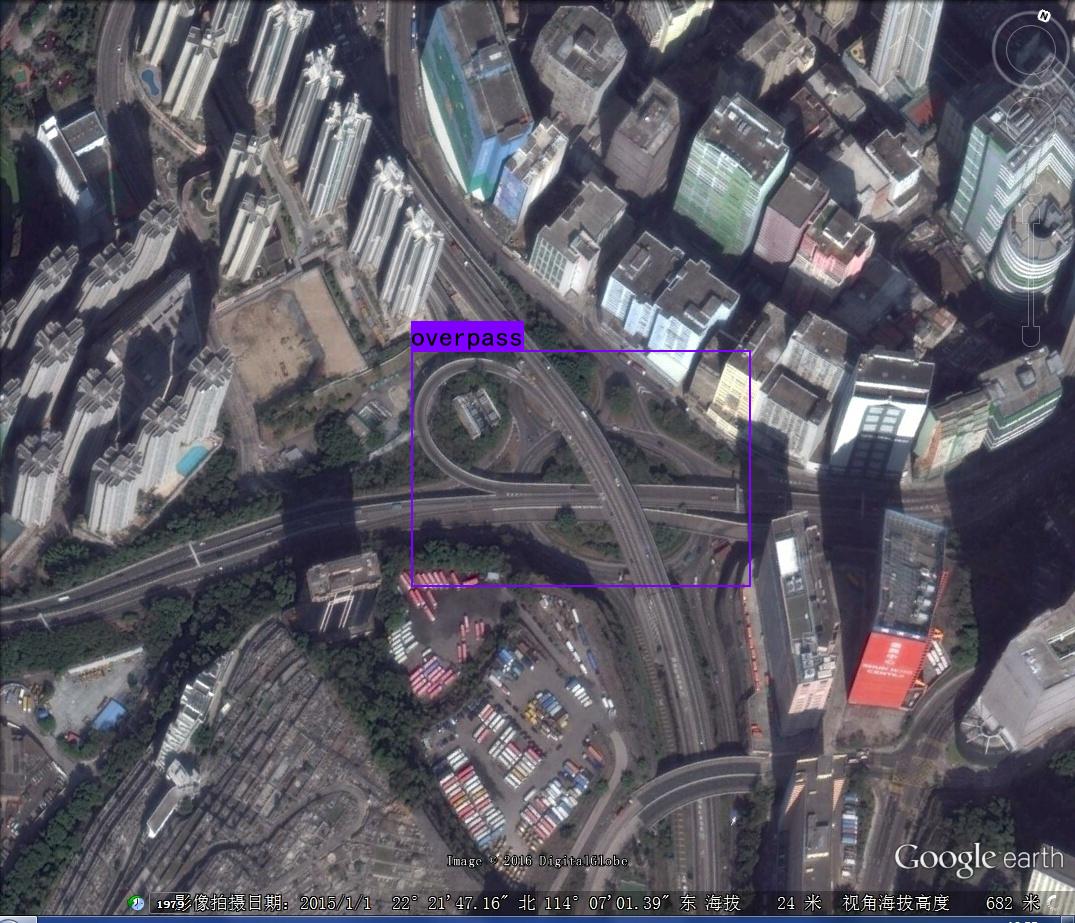 N
overpass
Image © 2016 DigitalGlobe
Google earth
影像拍摄日期: 2015/1/1 22° 21′47.16″ 北 114° 07′01.39″ 东 海拔 24 米 视角海拔高度 682 米